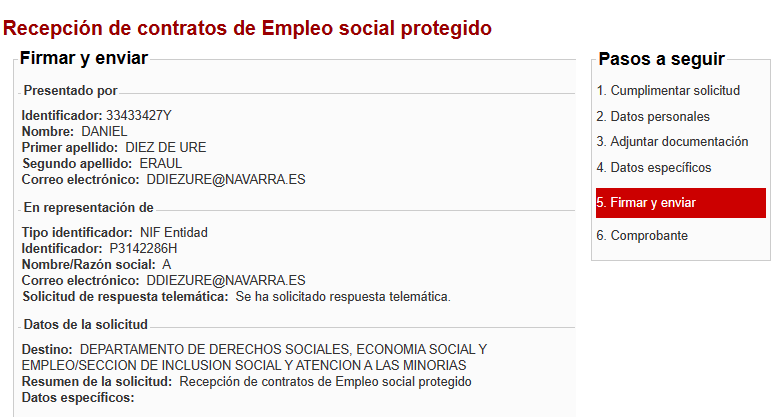 Recepción de contratos de Empleo social protegido
Firmar y enviar
Presentado por
Identificador: 33433427Y
Nombre: DANIEL
Primer apellido: DIEZ DE URE
Segundo apellido: ERAUL
Correo electrónico: DDIEZURE@NAVARRA.ES
En representación de
Tipo identificador: NIF Entidad
Identificador: P3142286H
Nombre/Razón social: A
Correo electrónico: DDIEZURE@NAVARRA.ES
Solicitud de respuesta telemática: Se ha solicitado respuesta telemática.
Datos de la solicitud
Destino: DEPARTAMENTO DE DERECHOS SOCIALES, ECONOMIA SOCIAL Y
EMPLEO/SECCION DE INCLUSION SOCIAL Y ATENCION A LAS MINORIAS
Resumen de la solicitud: Recepción de contratos de Empleo social protegido
Datos específicos:
Pasos a seguir
1. Cumplimentar solicitud
2. Datos personales
3. Adjuntar documentación
4. Datos específicos
5. Firmar y enviar
6. Comprobante